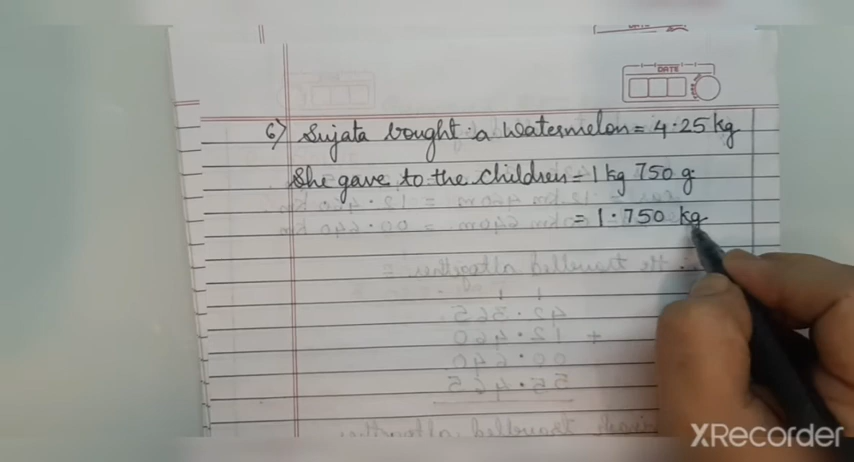 DATE
6) Sujata bought a Watermelon = 4.25 kg
She gave to the children = 1 kg 750 g
= 1.750 kg
XRecorder